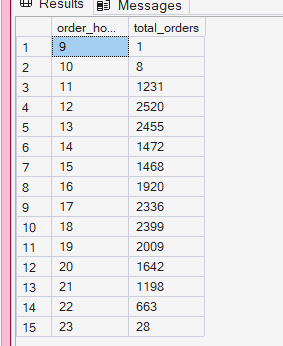 Results Messages
order_ho... total_orders
1 9 1
2 10 8
3 11 1231
4 12 2520
5 13 2455
6 14 1472
7 15 1468
8 16 1920
9 17 2336
10 18 2399
11 19 2009
12 20 1642
13 21 1198
14 22 663
15 23 28